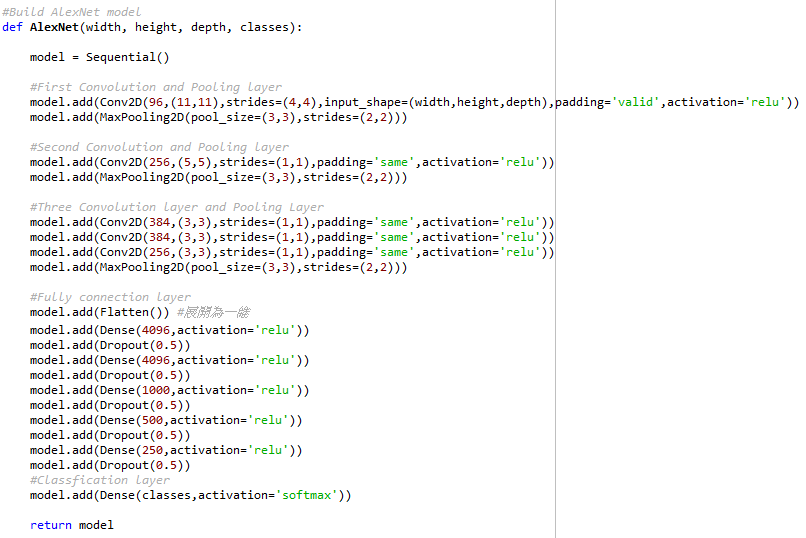 #Build AlexNet model
def AlexNet(width, height, depth, classes):
model = Sequential()
#First Convolution and Pooling layer
model.add(Conv2D(96,(11,11),strides=(4,4),input_shape=(width,height,depth),padding='valid',activation='relu'))
model.add(MaxPooling2D(pool_size=(3,3),strides=(2,2)))
#Second Convolution and Pooling layer
model.add(Conv2D(256,(5,5),strides=(1,1),padding='same',activation='relu'))
model.add(MaxPooling2D(pool_size=(3,3),strides=(2,2)))
#Three Convolution layer and Pooling Layer
model.add(Conv2D(384,(3,3),strides=(1,1),padding='same',activation='relu'))
model.add(Conv2D(384,(3,3),strides=(1,1),padding='same',activation='relu'))
model.add(Conv2D(256,(3,3),strides=(1,1),padding='same',activation='relu'))
model.add(MaxPooling2D(pool_size=(3,3),strides=(2,2)))
#Fully connection layer
model.add(Flatten()) #展開為一維
model.add(Dense(4096,activation='relu'))
model.add(Dropout(0.5))
model.add(Dense(4096,activation='relu'))
model.add(Dropout(0.5))
model.add(Dense(1000,activation='relu'))
model.add(Dropout(0.5))
model.add(Dense(500,activation='relu'))
model.add(Dropout(0.5))
model.add(Dense(250,activation='relu'))
model.add(Dropout(0.5))
#Classfication layer
model.add(Dense(classes,activation='softmax'))
return model